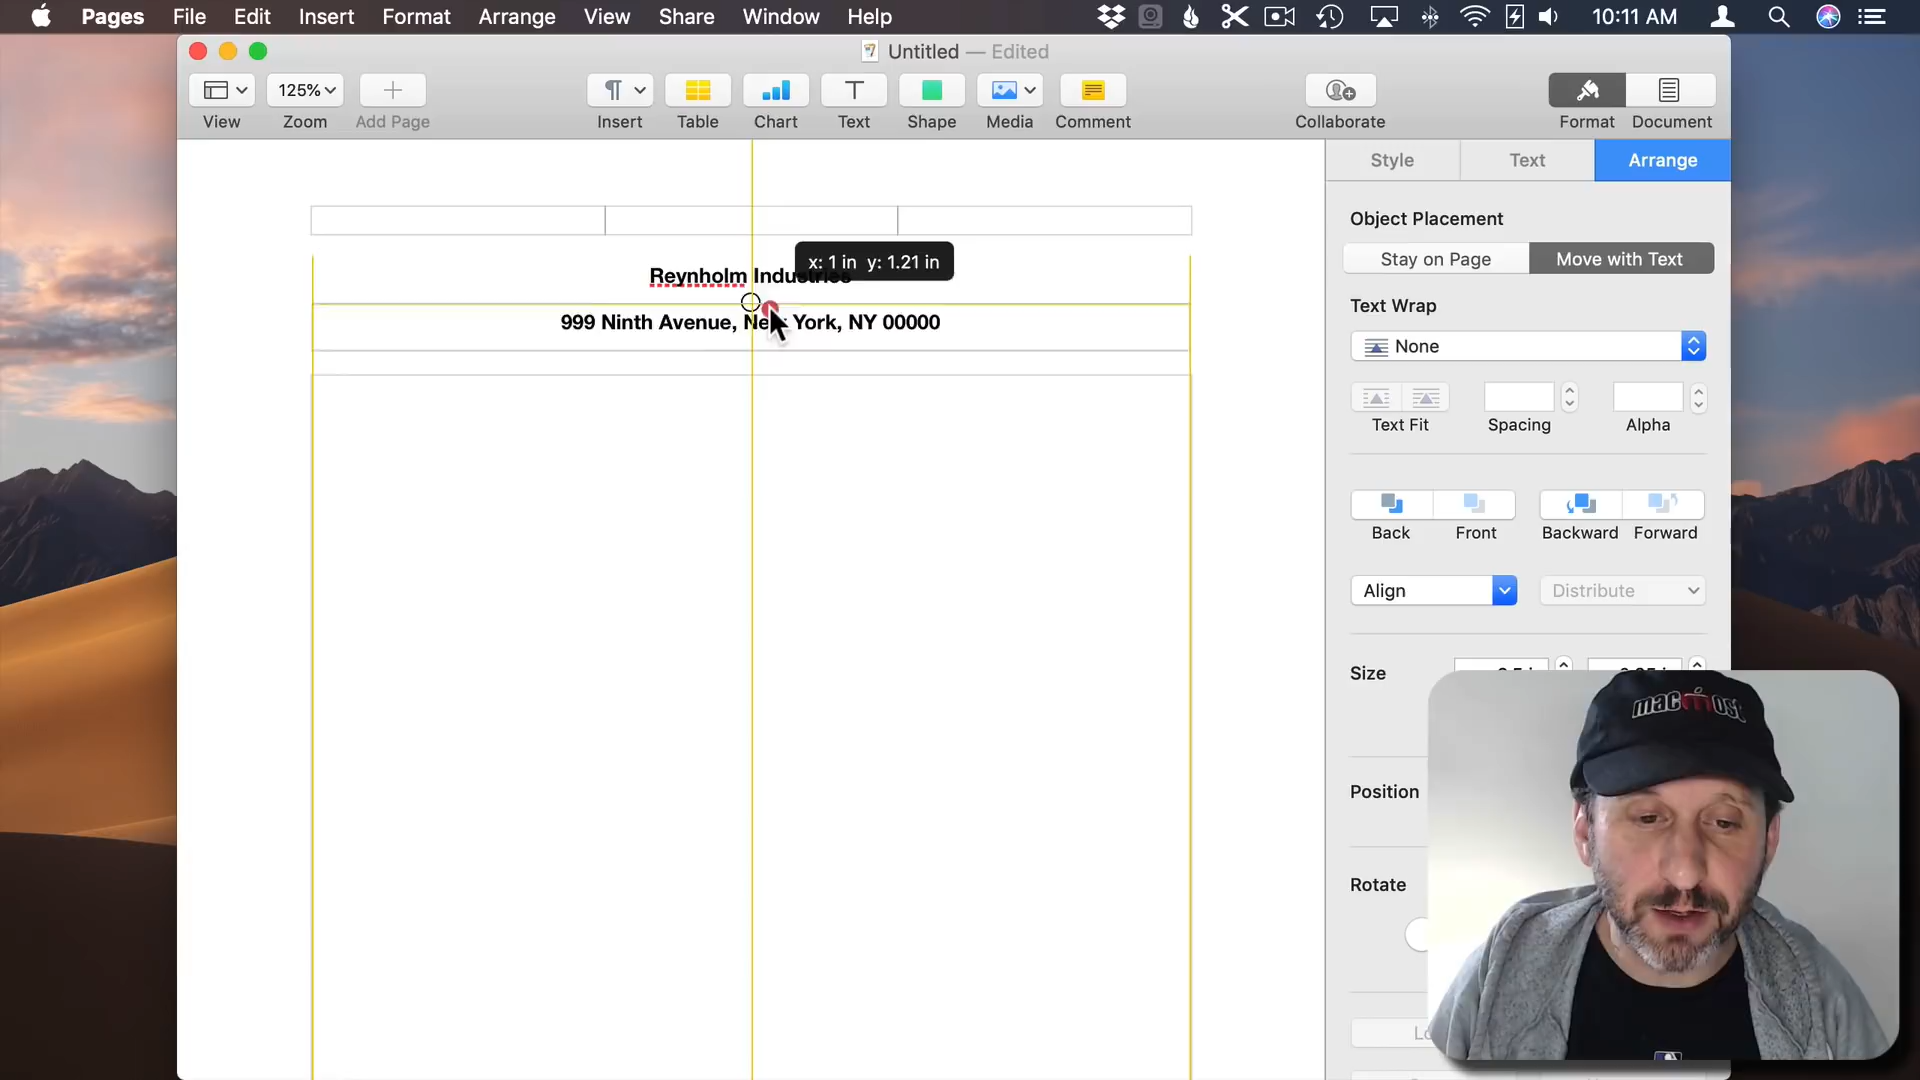 Pages File Edit Insert Format Arrange View Share Window Help 10:11 AM
Untitled — Edited
125%
View Zoom Add Page Insert Table Chart Text Shape Media Comment Collaborate Format Document
Style Text Arrange
Object Placement
Stay on Page Move with Text
x: 1 in y: 1.21 in
Reynholm Industries
999 Ninth Avenue, New York, NY 00000
Text Wrap
None
Text Fit Spacing Alpha
Back Front Backward Forward
Align Distribute
Size
macmost
Position
Rotate